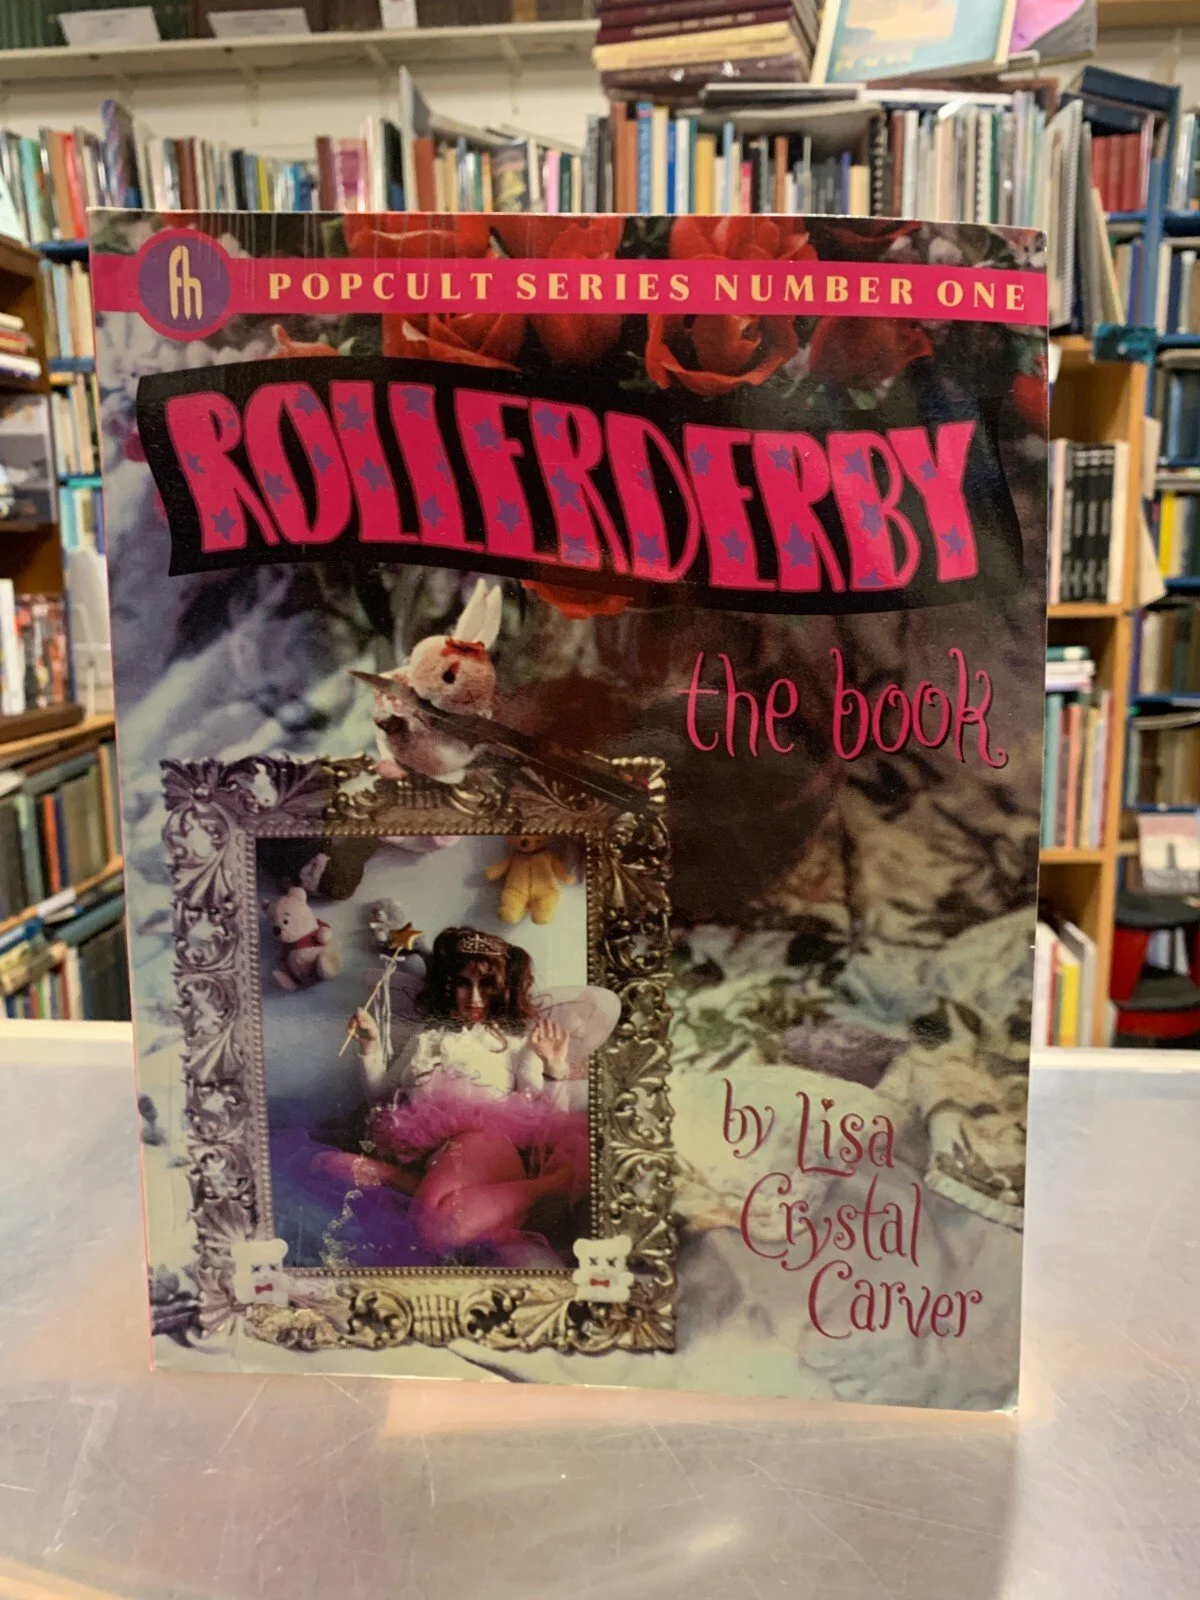 fh
POPCULT SERIES NUMBER ONE
ROLLERDERBY
the book
by Lisa
Crystal
Carver